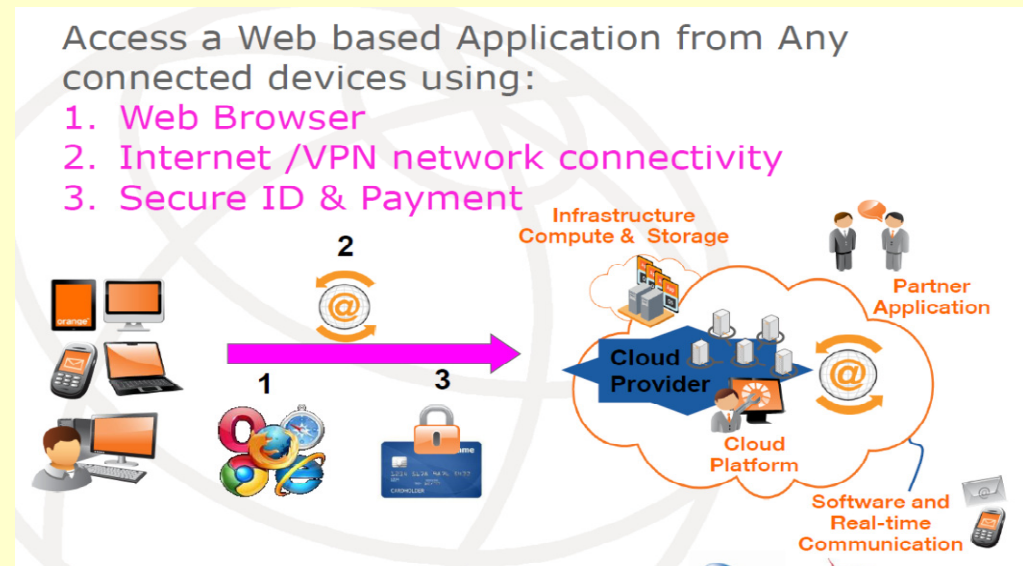 Access a Web based Application from Any
connected devices using:
1. Web Browser
2. Internet /VPN network connectivity
3. Secure ID & Payment
Infrastructure
Compute & Storage
2
Partner
Application
orange
Cloud
Provider
1
3
@
@
Cloud
Platform
CARDHOLDER
Software and
Real-time
Communication